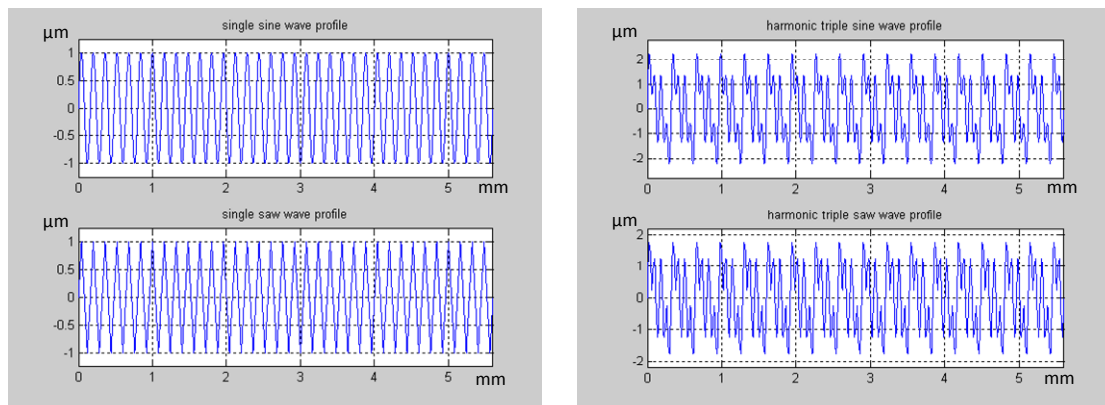 single sine wave profile
μm
1
0.5
0
-0.5
-1
0 1 2 3 4 5 mm
single saw wave profile
μm
1
0.5
0
-0.5
-1
0 1 2 3 4 5 mm
harmonic triple sine wave profile
μm
2
1
0
-1
-2
0 1 2 3 4 5 mm
harmonic triple saw wave profile
μm
2
1
0
-1
-2
0 1 2 3 4 5 mm